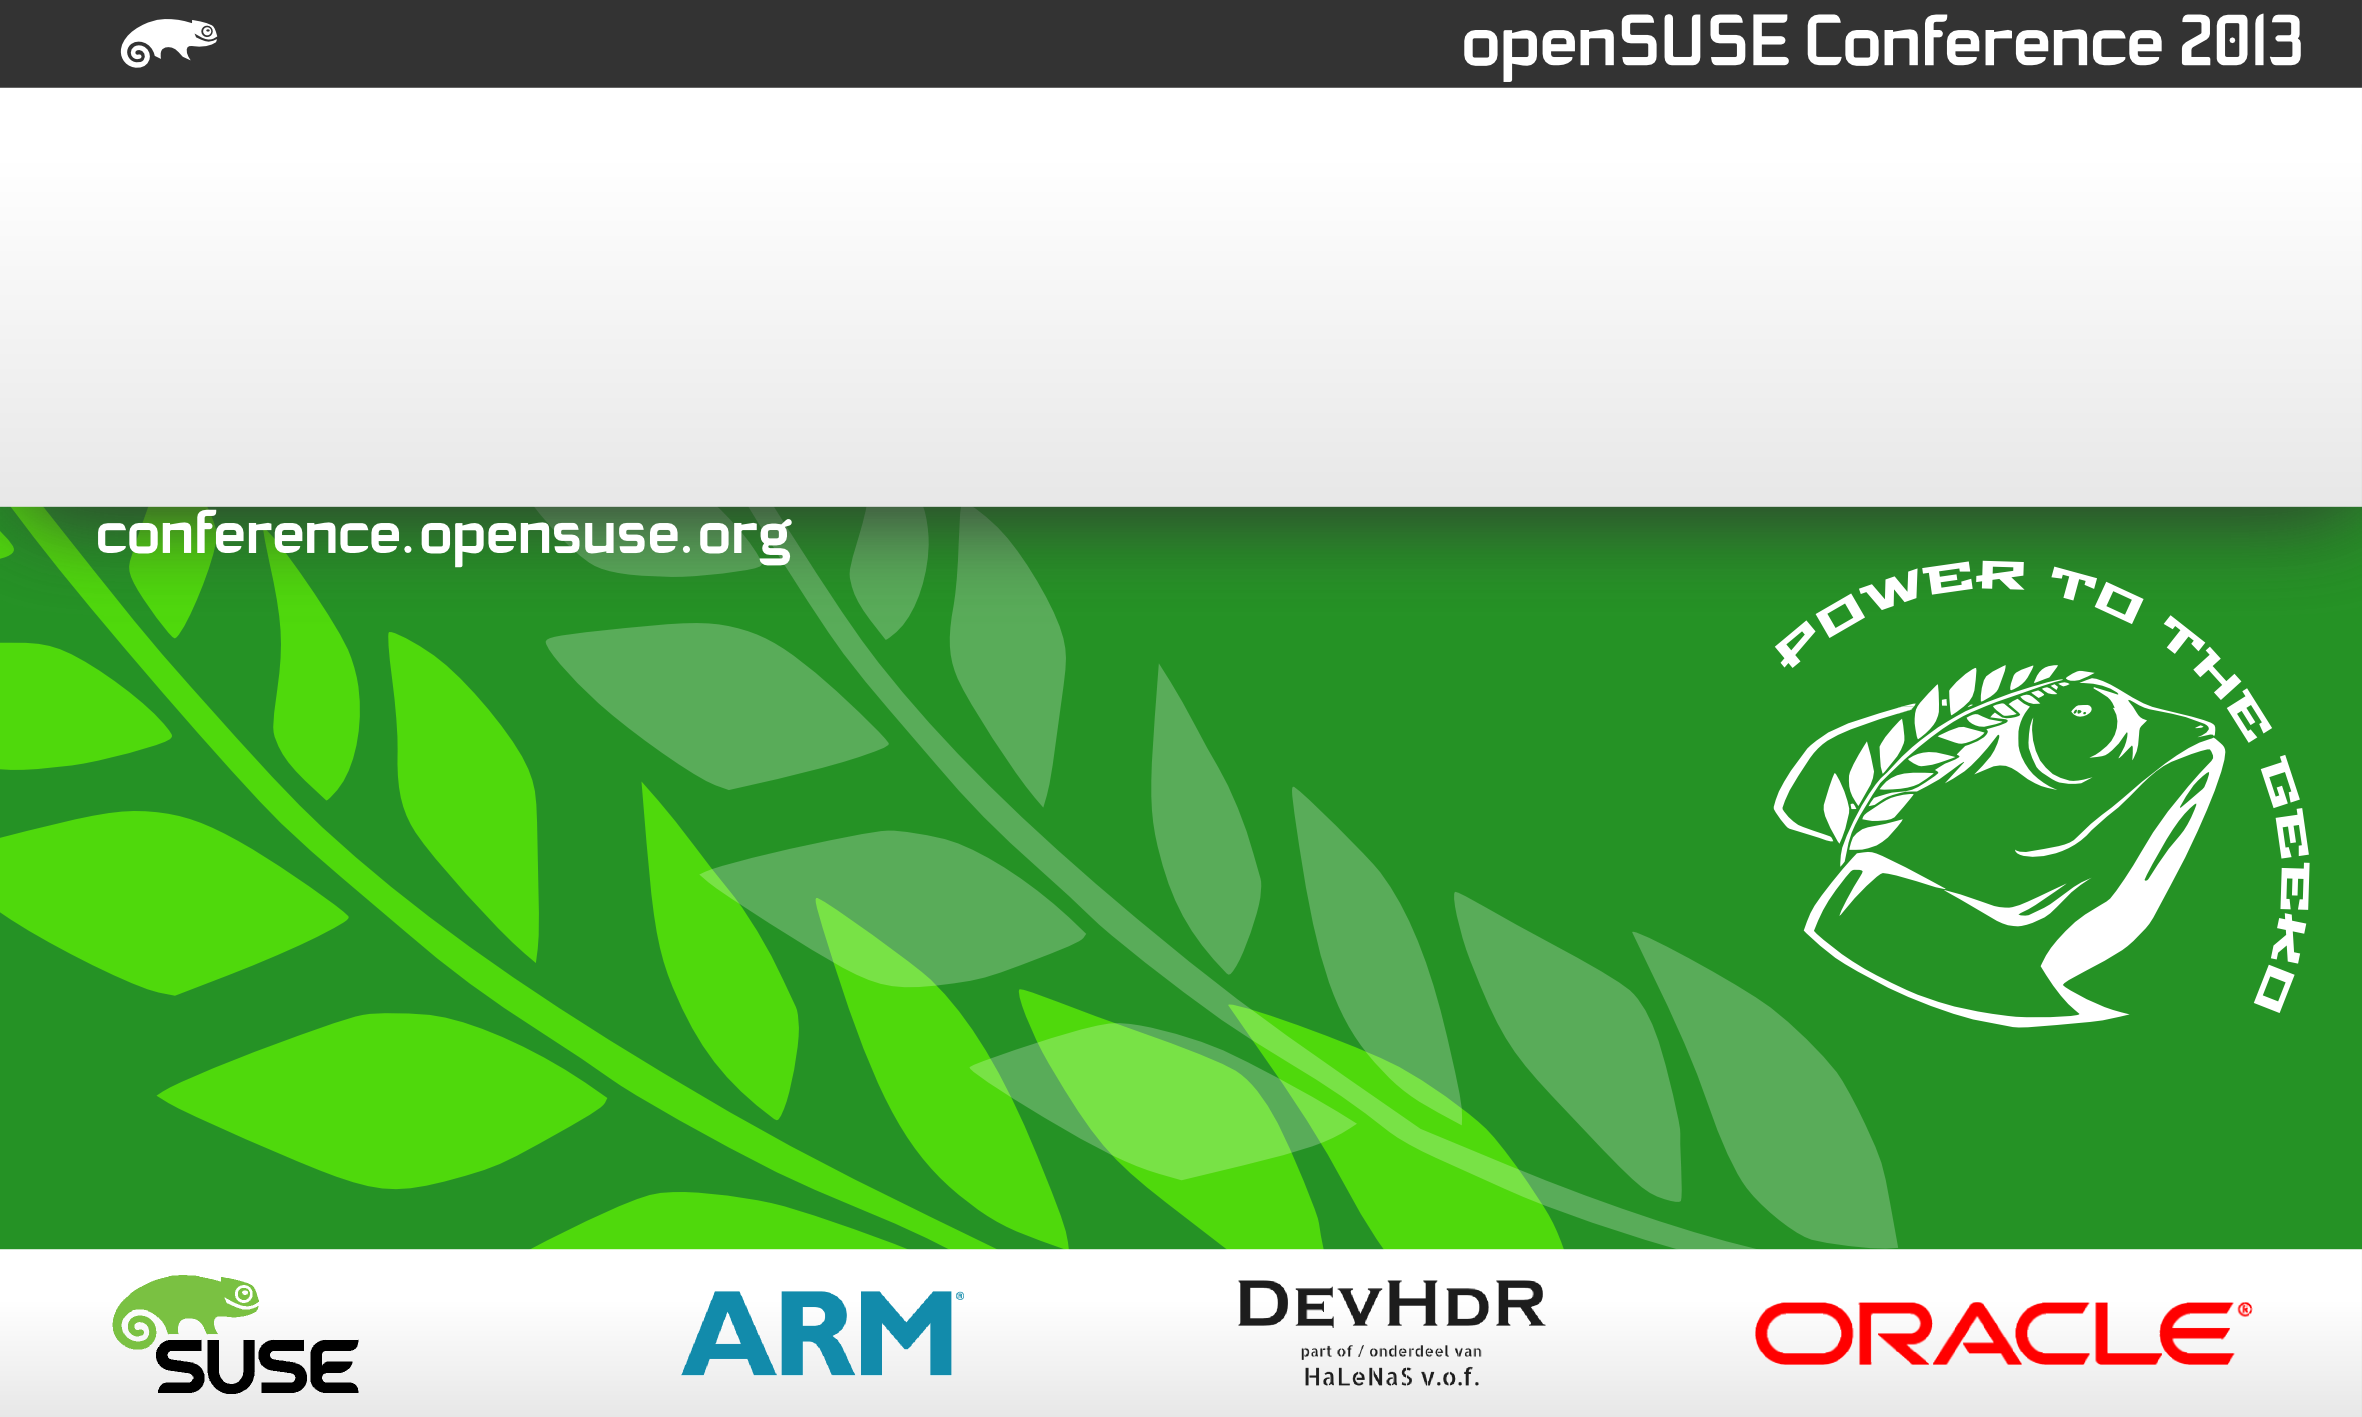 openSUSE Conference 2013
conference.opensuse.org
POWER TO THE GEEKO
SUSE
ARM®
DEVHDR
part of / onderdeel van
HaLeNaS v.o.f.
ORACLE®